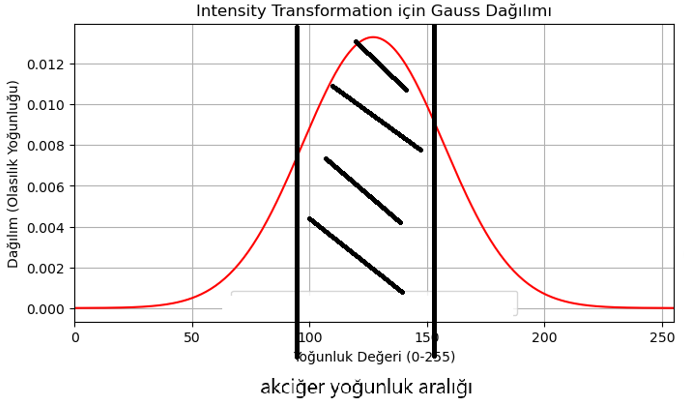 Intensity Transformation için Gauss Dağılımı
Dağılım (Olasılık Yoğunluğu)
0.012
0.010
0.008
0.006
0.004
0.002
0.000
0 50 100 150 200 250
Yoğunluk Değeri (0-255)
akciğer yoğunluk aralığı